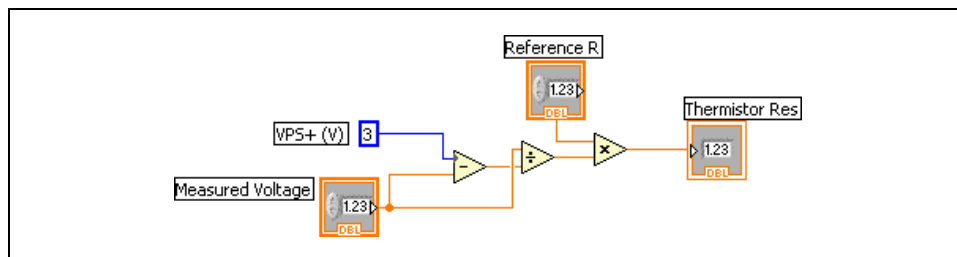 Reference R
1.23
DBL
Thermistor Res
1.23
DBL
VPS+ (V) 3
-
÷
×
Measured Voltage
1.23
DBL